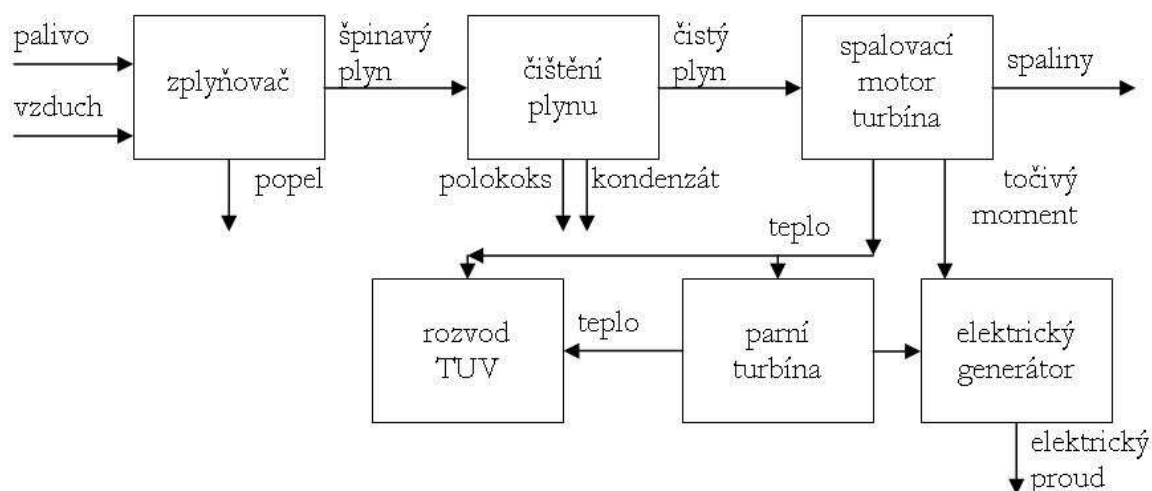 palivo
vzduch
zplyňovač
popel
špinavý
plyn
čištění
plynu
polokoks
kondenzát
čistý
plyn
spalovací
motor
turbína
spaliny
točivý
moment
teplo
rozvod
TUV
teplo
parní
turbína
elektrický
generátor
elektrický
proud